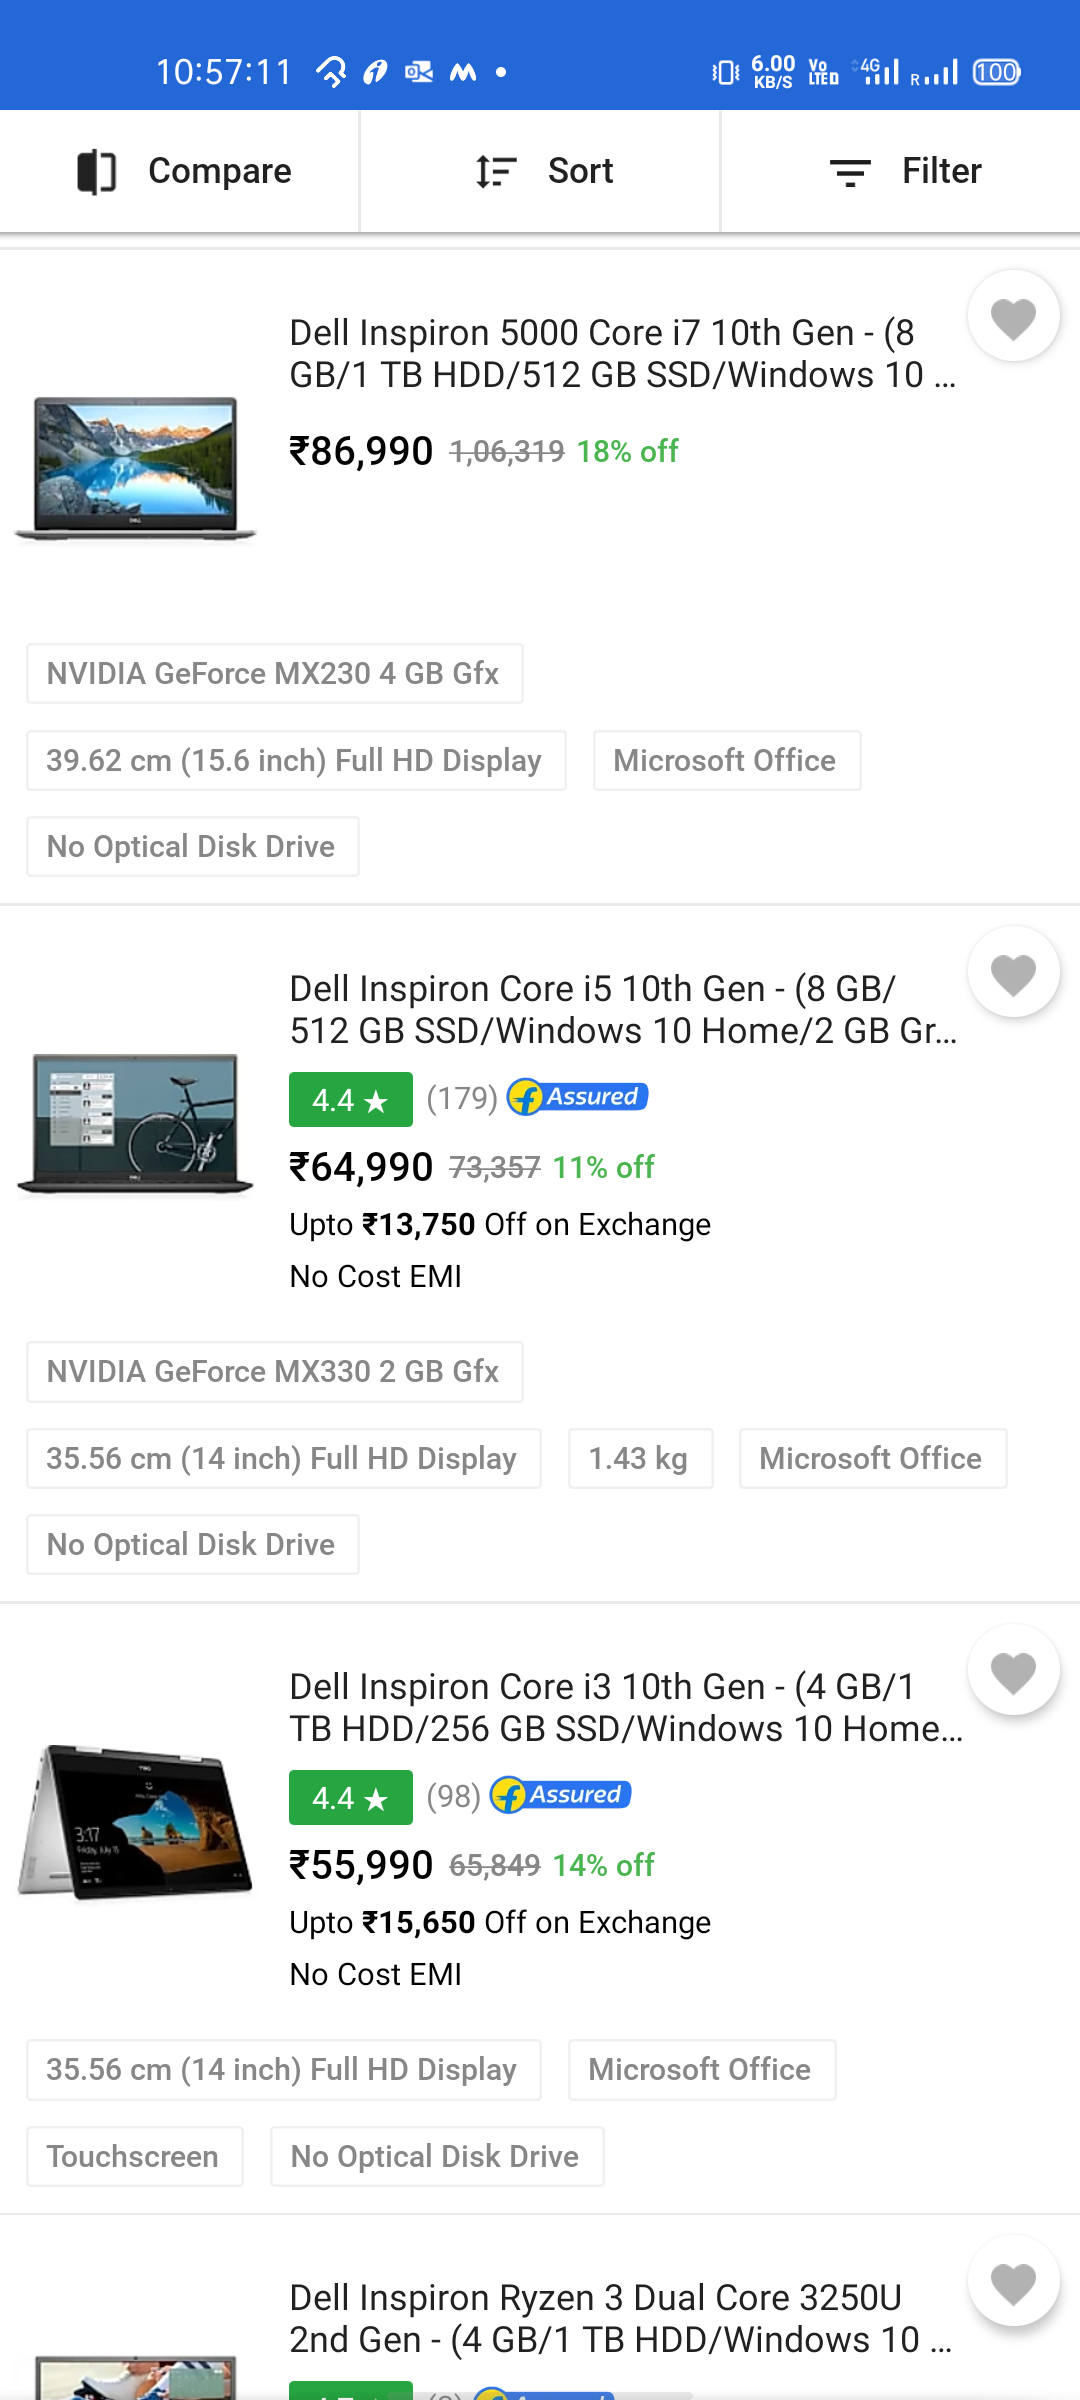 10:57:11 6.00 KB/S Vo LTE 4G R 100
Compare Sort Filter
Dell Inspiron 5000 Core i7 10th Gen - (8
GB/1 TB HDD/512 GB SSD/Windows 10 ...
₹86,990 1,06,319 18% off
NVIDIA GeForce MX230 4 GB Gfx
39.62 cm (15.6 inch) Full HD Display Microsoft Office
No Optical Disk Drive
Dell Inspiron Core i5 10th Gen - (8 GB/
512 GB SSD/Windows 10 Home/2 GB Gr...
4.4 ★ (179) f Assured
₹64,990 73,357 11% off
Upto ₹13,750 Off on Exchange
No Cost EMI
NVIDIA GeForce MX330 2 GB Gfx
35.56 cm (14 inch) Full HD Display 1.43 kg Microsoft Office
No Optical Disk Drive
Dell Inspiron Core i3 10th Gen - (4 GB/1
TB HDD/256 GB SSD/Windows 10 Home...
3:17
4.4 ★ (98) f Assured
₹55,990 65,849 14% off
Upto ₹15,650 Off on Exchange
No Cost EMI
35.56 cm (14 inch) Full HD Display Microsoft Office
Touchscreen No Optical Disk Drive
Dell Inspiron Ryzen 3 Dual Core 3250U
2nd Gen - (4 GB/1 TB HDD/Windows 10 ...